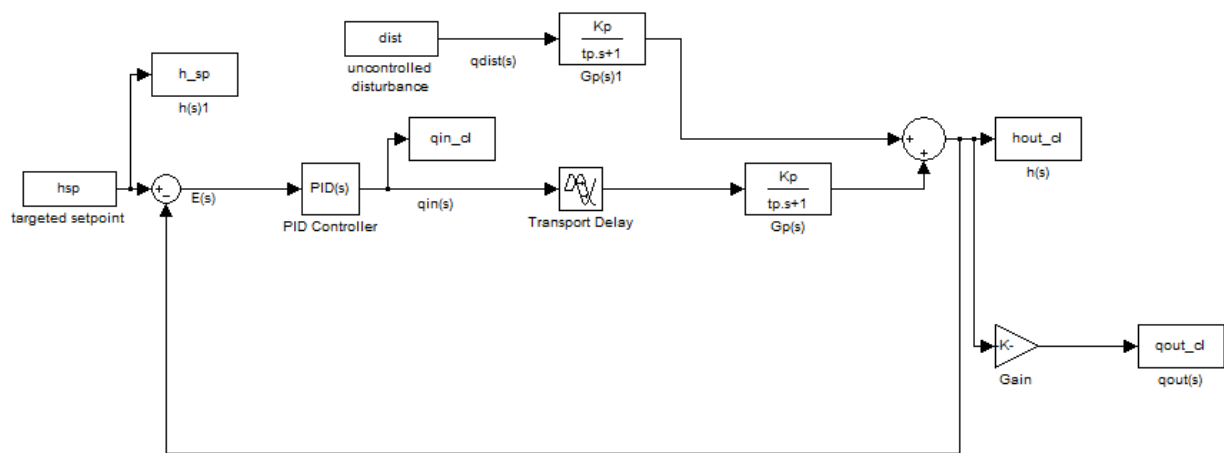 dist
uncontrolled
disturbance
qdist(s)
Kp
tp.s+1
Gp(s)1
h_sp
h(s)1
qin_cl
+
+
hout_cl
h(s)
hsp
targeted setpoint
+
−
E(s)
PID(s)
PID Controller
qin(s)
Transport Delay
Kp
tp.s+1
Gp(s)
-K-
Gain
qout_cl
qout(s)